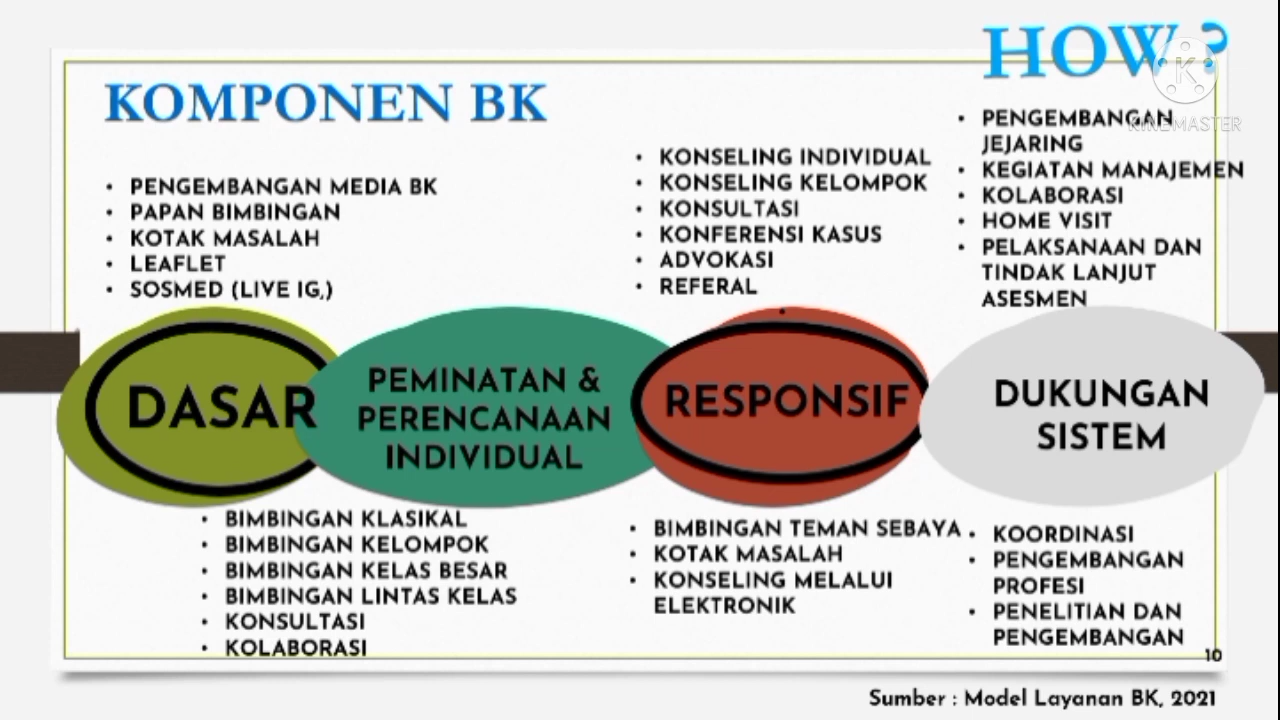 HOW ?
KINEMASTER
KOMPONEN BK
• PENGEMBANGAN MEDIA BK
• PAPAN BIMBINGAN
• KOTAK MASALAH
• LEAFLET
• SOSMED (LIVE IG,)
• KONSELING INDIVIDUAL
• KONSELING KELOMPOK
• KONSULTASI
• KONFERENSI KASUS
• ADVOKASI
• REFERAL
• PENGEMBANGAN
JEJARING
• KEGIATAN MANAJEMEN
• KOLABORASI
• HOME VISIT
• PELAKSANAAN DAN
TINDAK LANJUT
ASESMEN
DASAR
PEMINATAN &
PERENCANAAN
INDIVIDUAL
RESPONSIF
DUKUNGAN
SISTEM
• BIMBINGAN KLASIKAL
• BIMBINGAN KELOMPOK
• BIMBINGAN KELAS BESAR
• BIMBINGAN LINTAS KELAS
• KONSULTASI
• KOLABORASI
• BIMBINGAN TEMAN SEBAYA
• KOTAK MASALAH
• KONSELING MELALUI
ELEKTRONIK
• KOORDINASI
• PENGEMBANGAN
PROFESI
• PENELITIAN DAN
PENGEMBANGAN
10
Sumber : Model Layanan BK, 2021